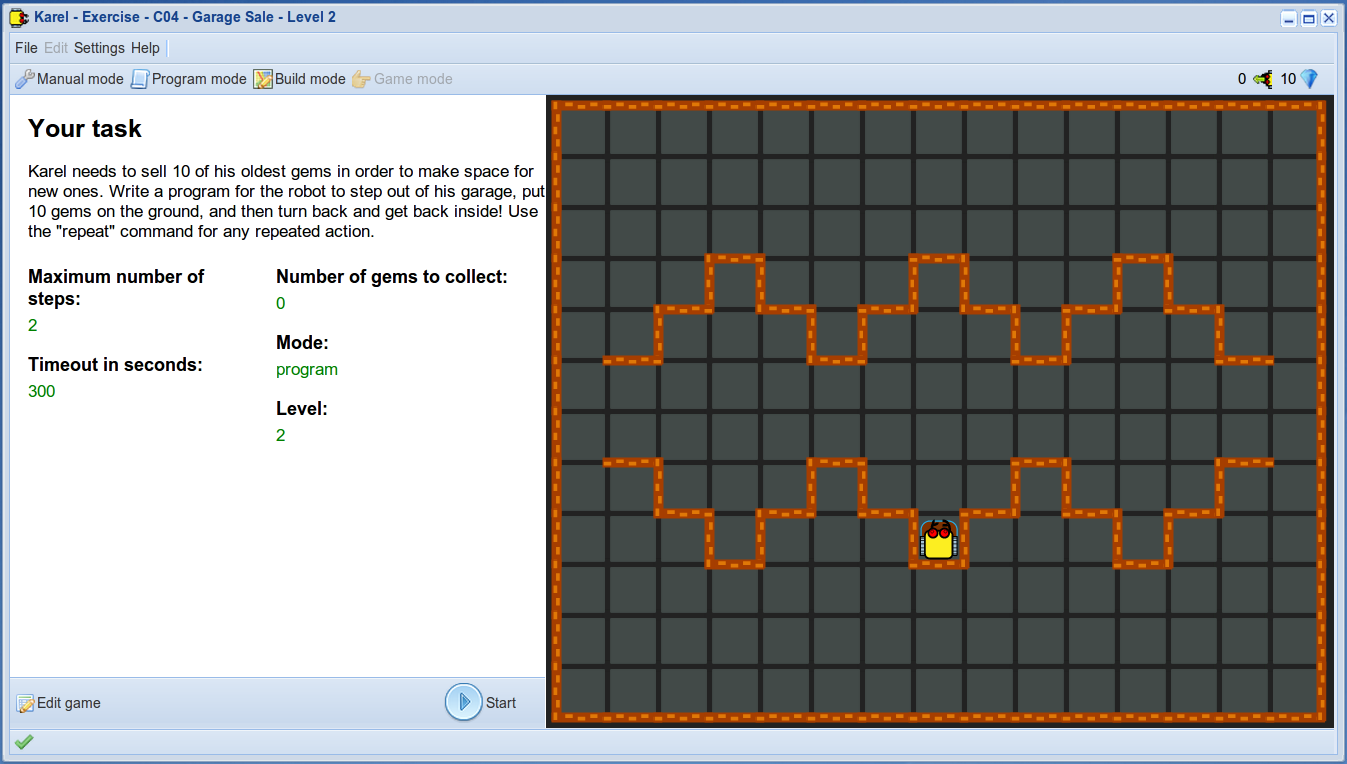 Karel - Exercise - C04 - Garage Sale - Level 2
File Edit Settings Help
Manual mode Program mode Build mode Game mode 0 10
Your task
Karel needs to sell 10 of his oldest gems in order to make space for
new ones. Write a program for the robot to step out of his garage, put
10 gems on the ground, and then turn back and get back inside! Use
the "repeat" command for any repeated action.
Maximum number of
steps:
2
Timeout in seconds:
300
Number of gems to collect:
0
Mode:
program
Level:
2
Edit game
Start